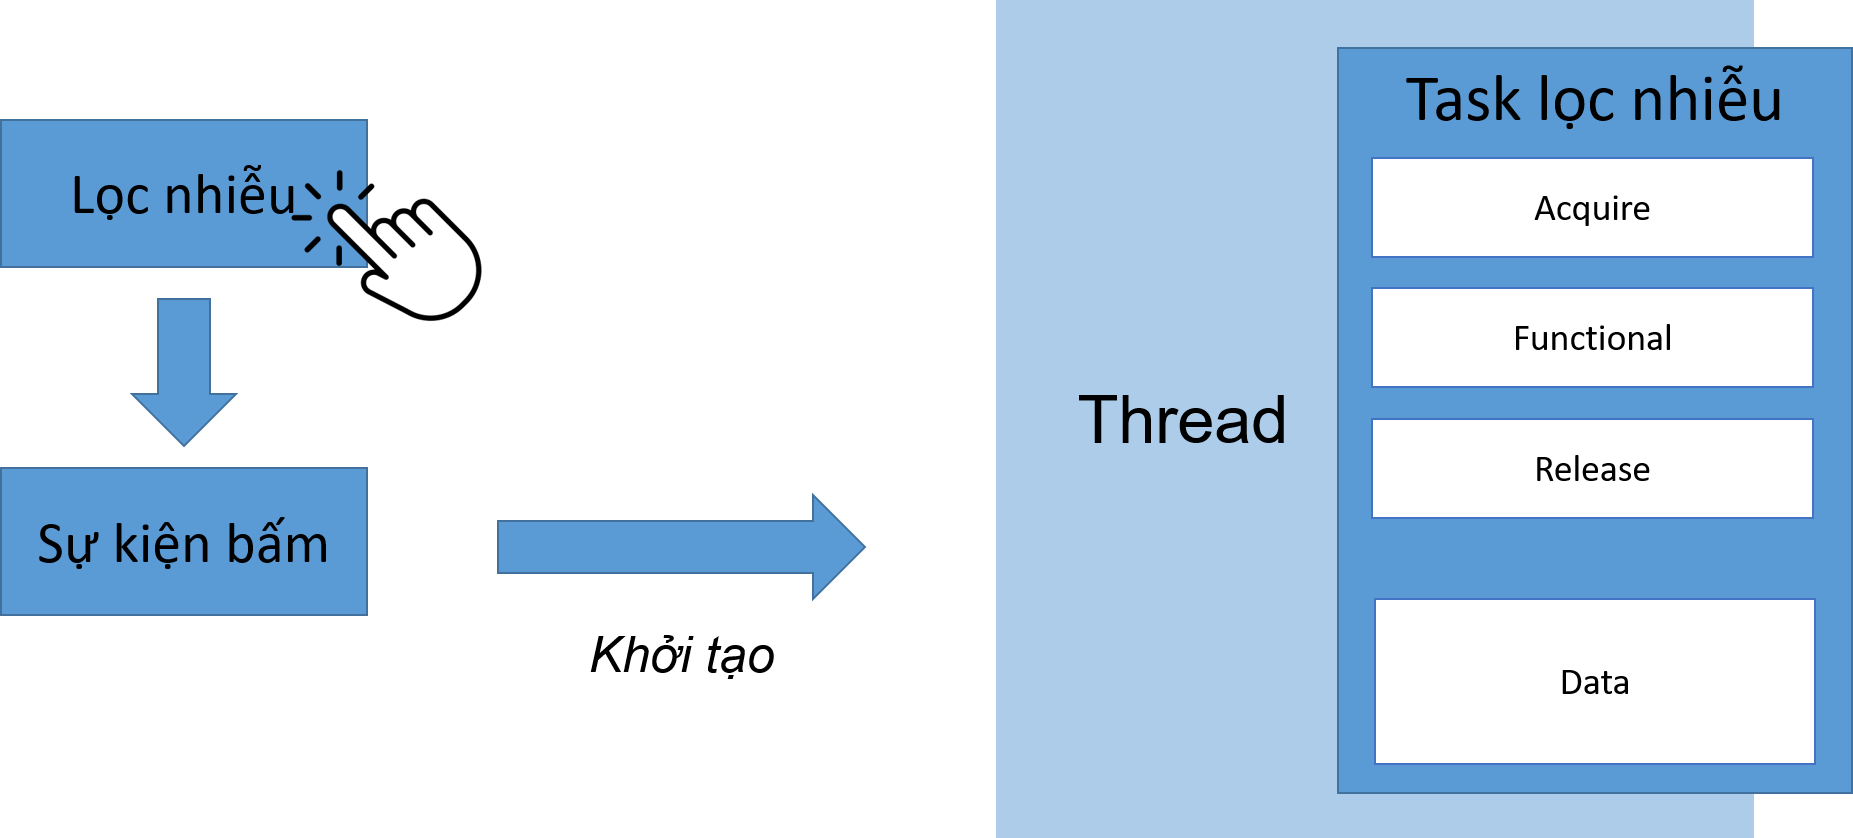 Lọc nhiễu
Sự kiện bấm
Khởi tạo
Thread
Task lọc nhiễu
Acquire
Functional
Release
Data